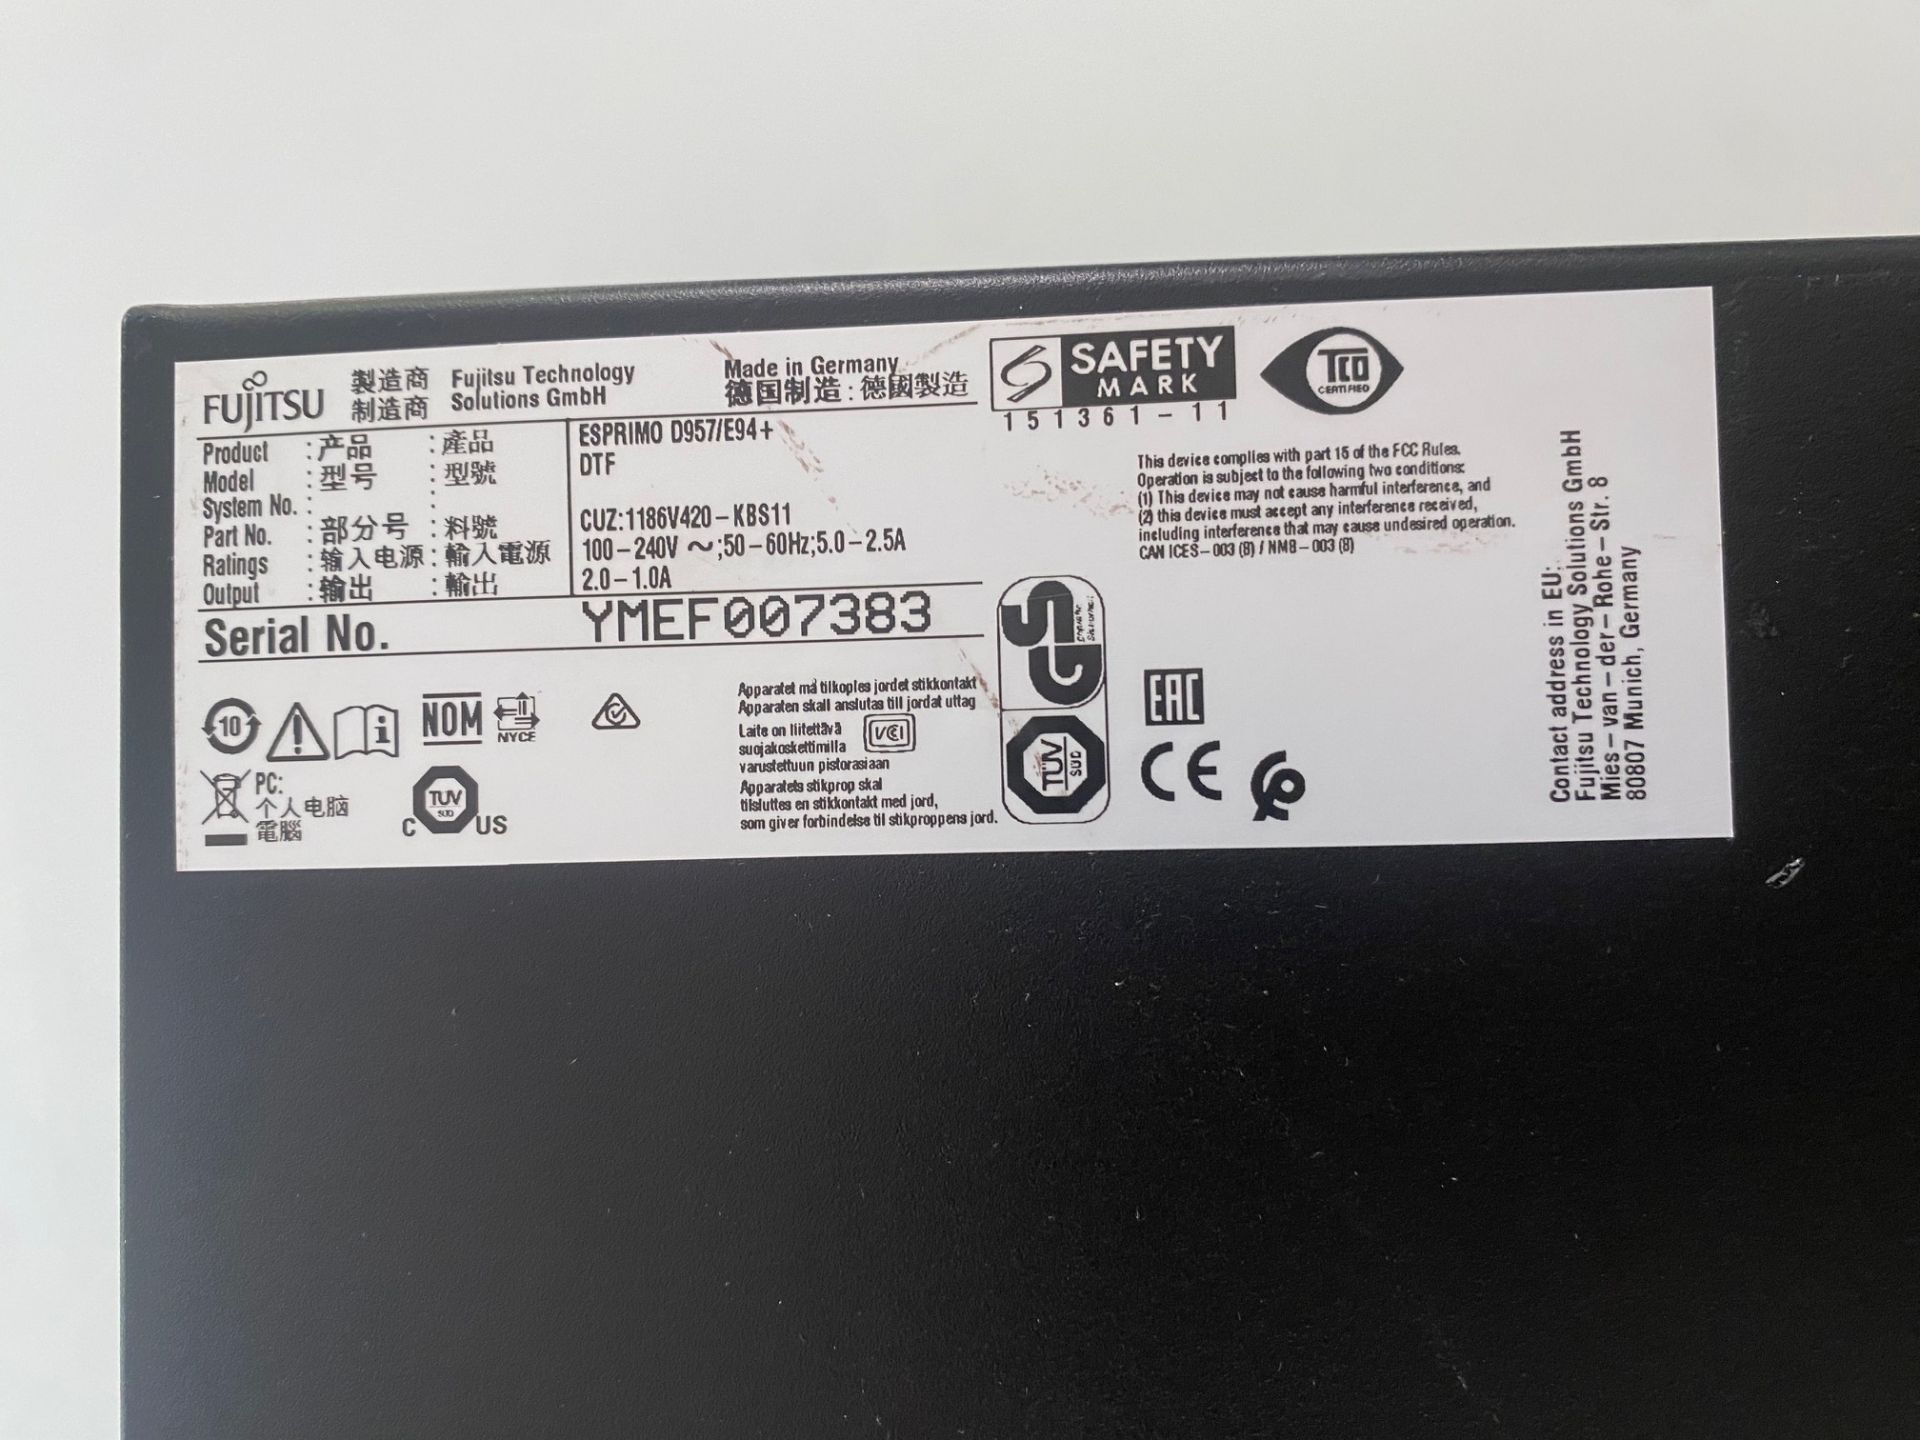 FUJITSU
製造商 Fujitsu Technology
制造商 Solutions GmbH
Made in Germany
德国制造 : 德國製造
SAFETY
MARK
151361-11
TCO
CERTIFIED
Product : 产品 : 產品 ESPRIMO D957/E94+
Model : 型号 : 型號 DTF
System No. : :
Part No. : 部分号 : 料號 CUZ:1186V420-KBS11
Ratings : 输入电源 : 輸入電源 100-240V ～;50-60Hz;5.0-2.5A
Output : 输出 : 輸出 2.0-1.0A
Serial No. YMEF007383
This device complies with part 15 of the FCC Rules.
Operation is subject to the following two conditions:
(1) This device may not cause harmful interference, and
(2) this device must accept any interference received,
including interference that may cause undesired operation.
CAN ICES-003 (B) / NMB-003 (B)
Contact address in EU:
Fujitsu Technology Solutions GmbH
Mies-van-der-Rohe-Str. 8
80807 Munich, Germany
10
NOM
NYCE
PC:
个人电脑
電腦
TUV
SUD
C US
Apparatet må tilkoples jordet stikkontakt
Apparaten skall anslutas till jordat uttag
Laite on liitettävä
suojakoskettimilla
varustettuun pistorasiaan
VCI
Apparatets stikprop skal
tilsluttes en stikkontakt med jord,
som giver forbindelse til stikproppens jord.
geprüfte
Sicherheit
TÜV
SÜD
EAC
CE